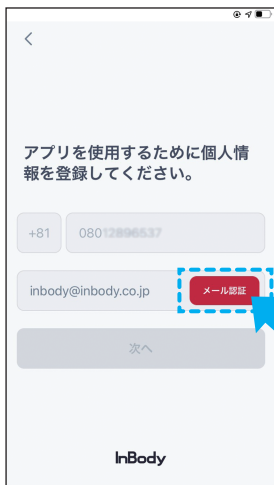 アプリを使用するために個人情
報を登録してください。
+81 080
inbody@inbody.co.jp メール認証
次へ
InBody